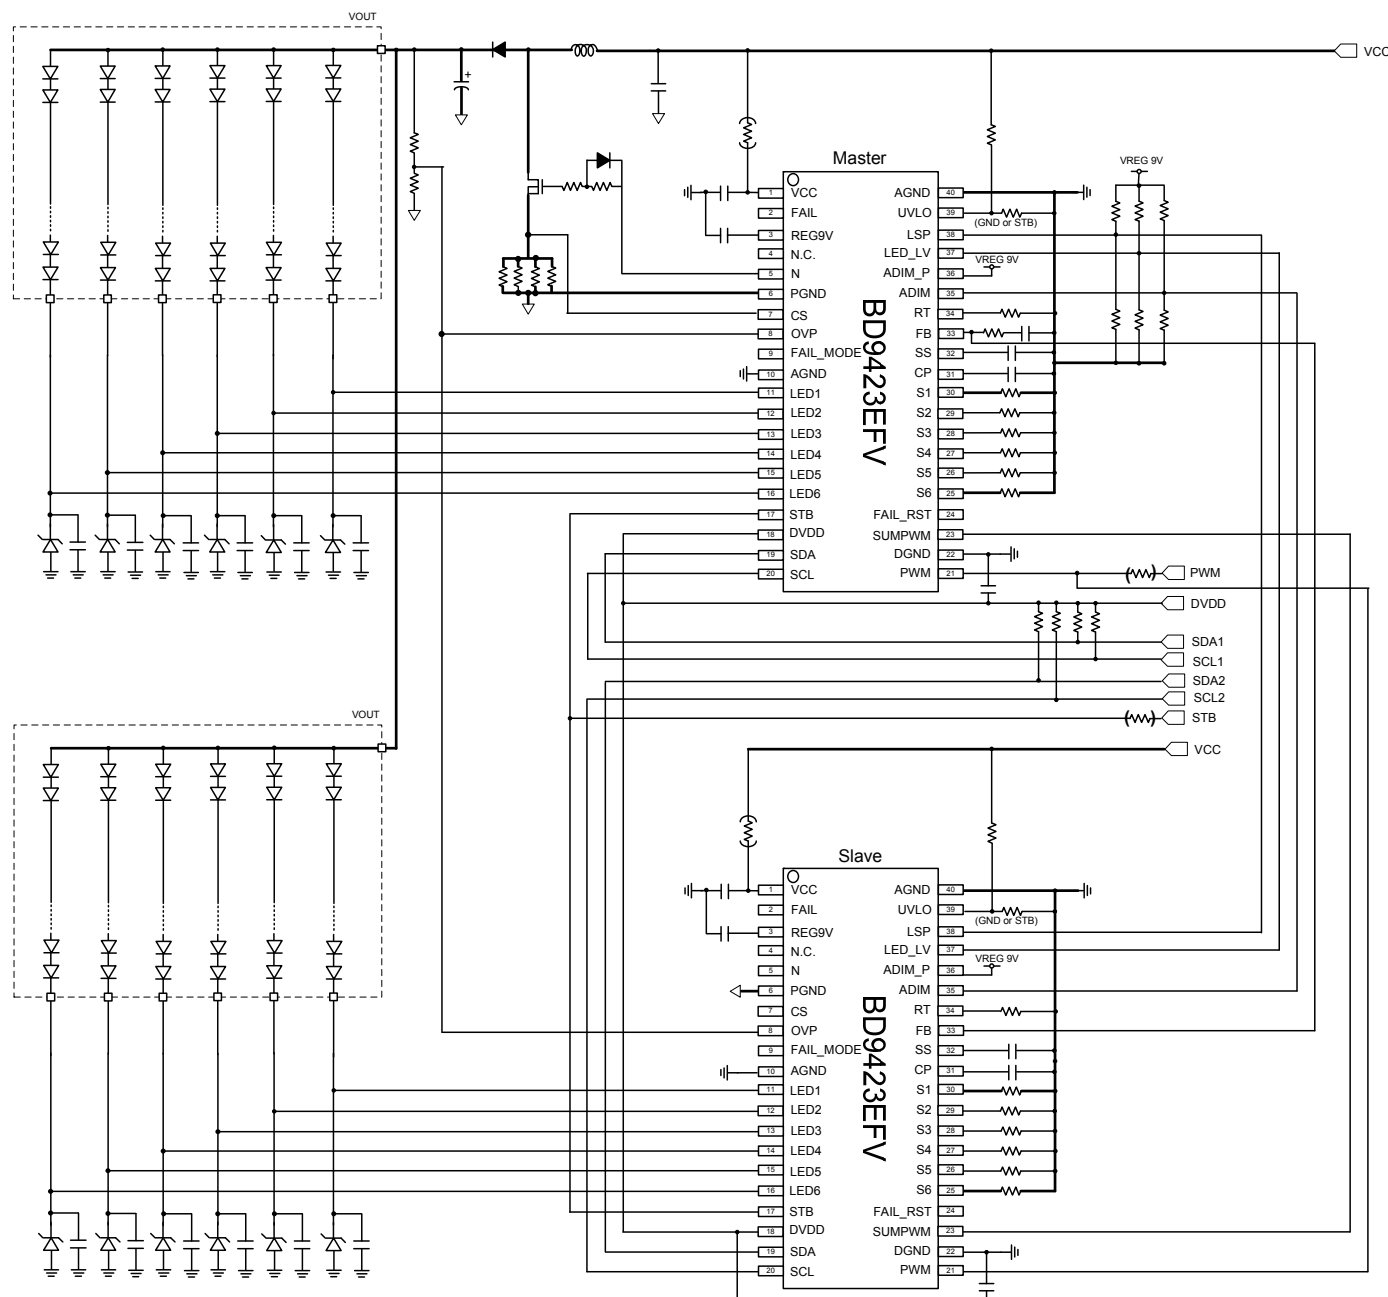 VOUT
VCC
Master
VREG 9V
1 VCC AGND 40
2 FAIL UVLO 39
(GND or STB)
3 REG9V LSP 38
4 N.C. LED_LV 37
VREG 9V
5 N ADIM_P 36
6 PGND ADIM 35
7 CS RT 34
8 OVP FB 33
9 FAIL_MODE SS 32
10 AGND CP 31
11 LED1 S1 30
12 LED2 S2 29
13 LED3 S3 28
14 LED4 S4 27
15 LED5 S5 26
16 LED6 S6 25
17 STB FAIL_RST 24
18 DVDD SUMPWM 23
19 SDA DGND 22
20 SCL PWM 21
BD9423EFV
PWM
DVDD
SDA1
SCL1
SDA2
SCL2
STB
VOUT
VCC
Slave
1 VCC AGND 40
2 FAIL UVLO 39
(GND or STB)
3 REG9V LSP 38
4 N.C. LED_LV 37
VREG 9V
5 N ADIM_P 36
6 PGND ADIM 35
7 CS RT 34
8 OVP FB 33
9 FAIL_MODE SS 32
10 AGND CP 31
11 LED1 S1 30
12 LED2 S2 29
13 LED3 S3 28
14 LED4 S4 27
15 LED5 S5 26
16 LED6 S6 25
17 STB FAIL_RST 24
18 DVDD SUMPWM 23
19 SDA DGND 22
20 SCL PWM 21
BD9423EFV